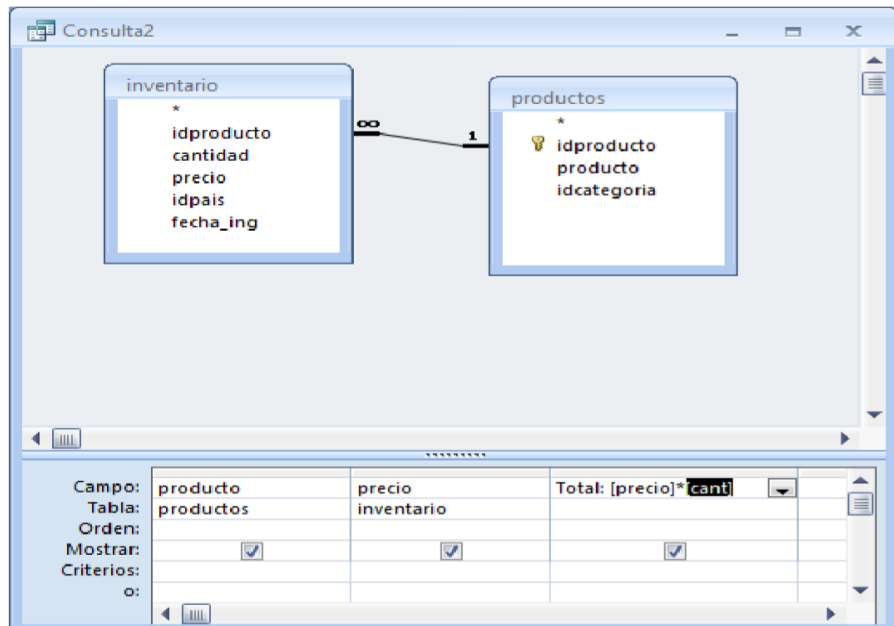 Consulta2
inventario
*
idproducto
cantidad
precio
idpais
fecha_ing
∞
1
productos
*
idproducto
producto
idcategoria
Campo: producto precio Total: [precio]*[cant]
Tabla: productos inventario
Orden:
Mostrar:
Criterios:
o: